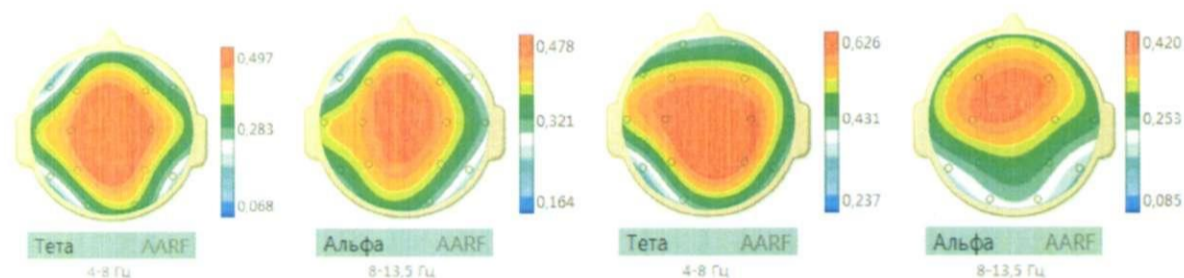 0,497
0,283
0,068
Тета AARF
4-8 Гц
0,478
0,321
0,164
Альфа AARF
8-13,5 Гц
0,626
0,431
0,237
Тета AARF
4-8 Гц
0,420
0,253
0,085
Альфа AARF
8-13,5 Гц